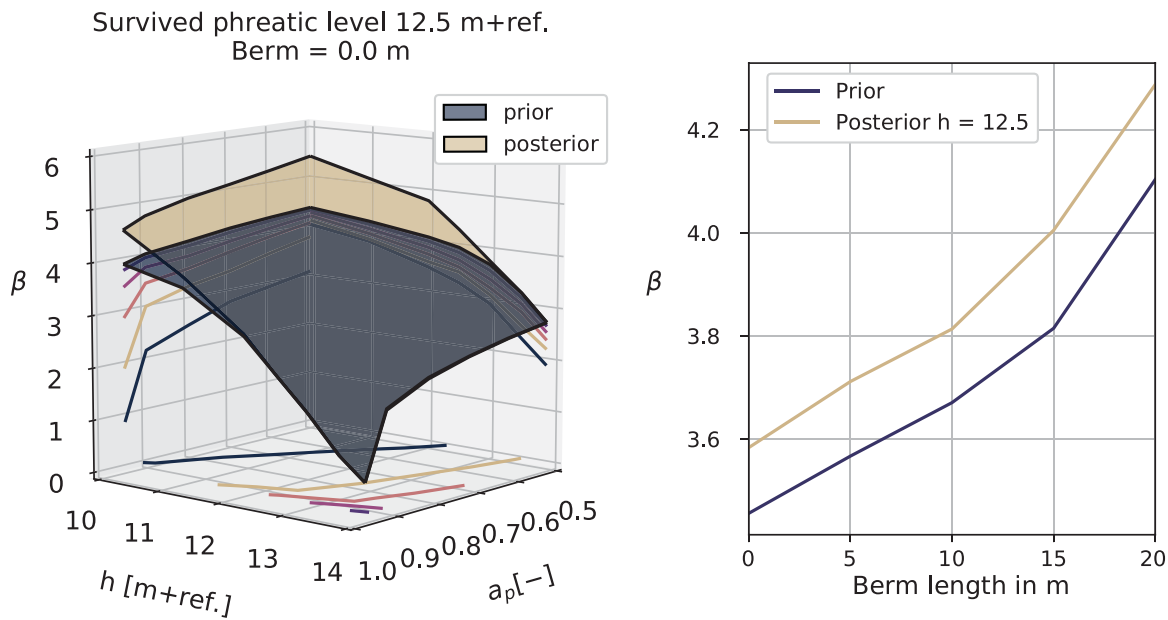 Survived phreatic level 12.5 m+ref.
Berm = 0.0 m
prior
posterior
6
5
4
3
2
1
0
β
10
11
12
13
14
h [m+ref.]
1.0
0.9
0.8
0.7
0.6
0.5
aₚ[−]
Prior
Posterior h = 12.5
4.2
4.0
3.8
3.6
β
0
5
10
15
20
Berm length in m